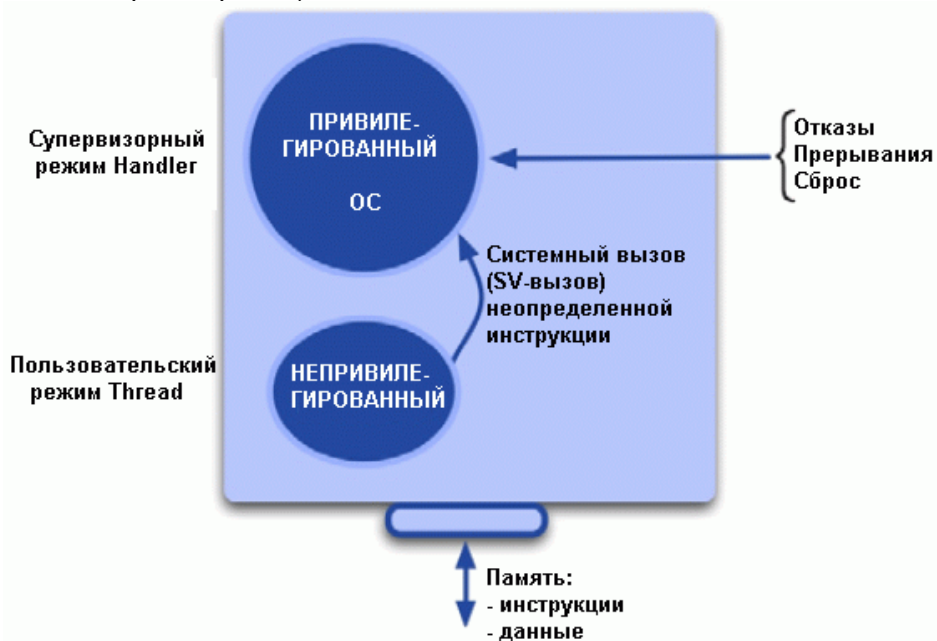 Супервизорный
режим Handler
ПРИВИЛЕ-
ГИРОВАННЫЙ
ОС
Отказы
Прерывания
Сброс
Системный вызов
(SV-вызов)
неопределенной
инструкции
Пользовательский
режим Thread
НЕПРИВИЛЕ-
ГИРОВАННЫЙ
Память:
- инструкции
- данные